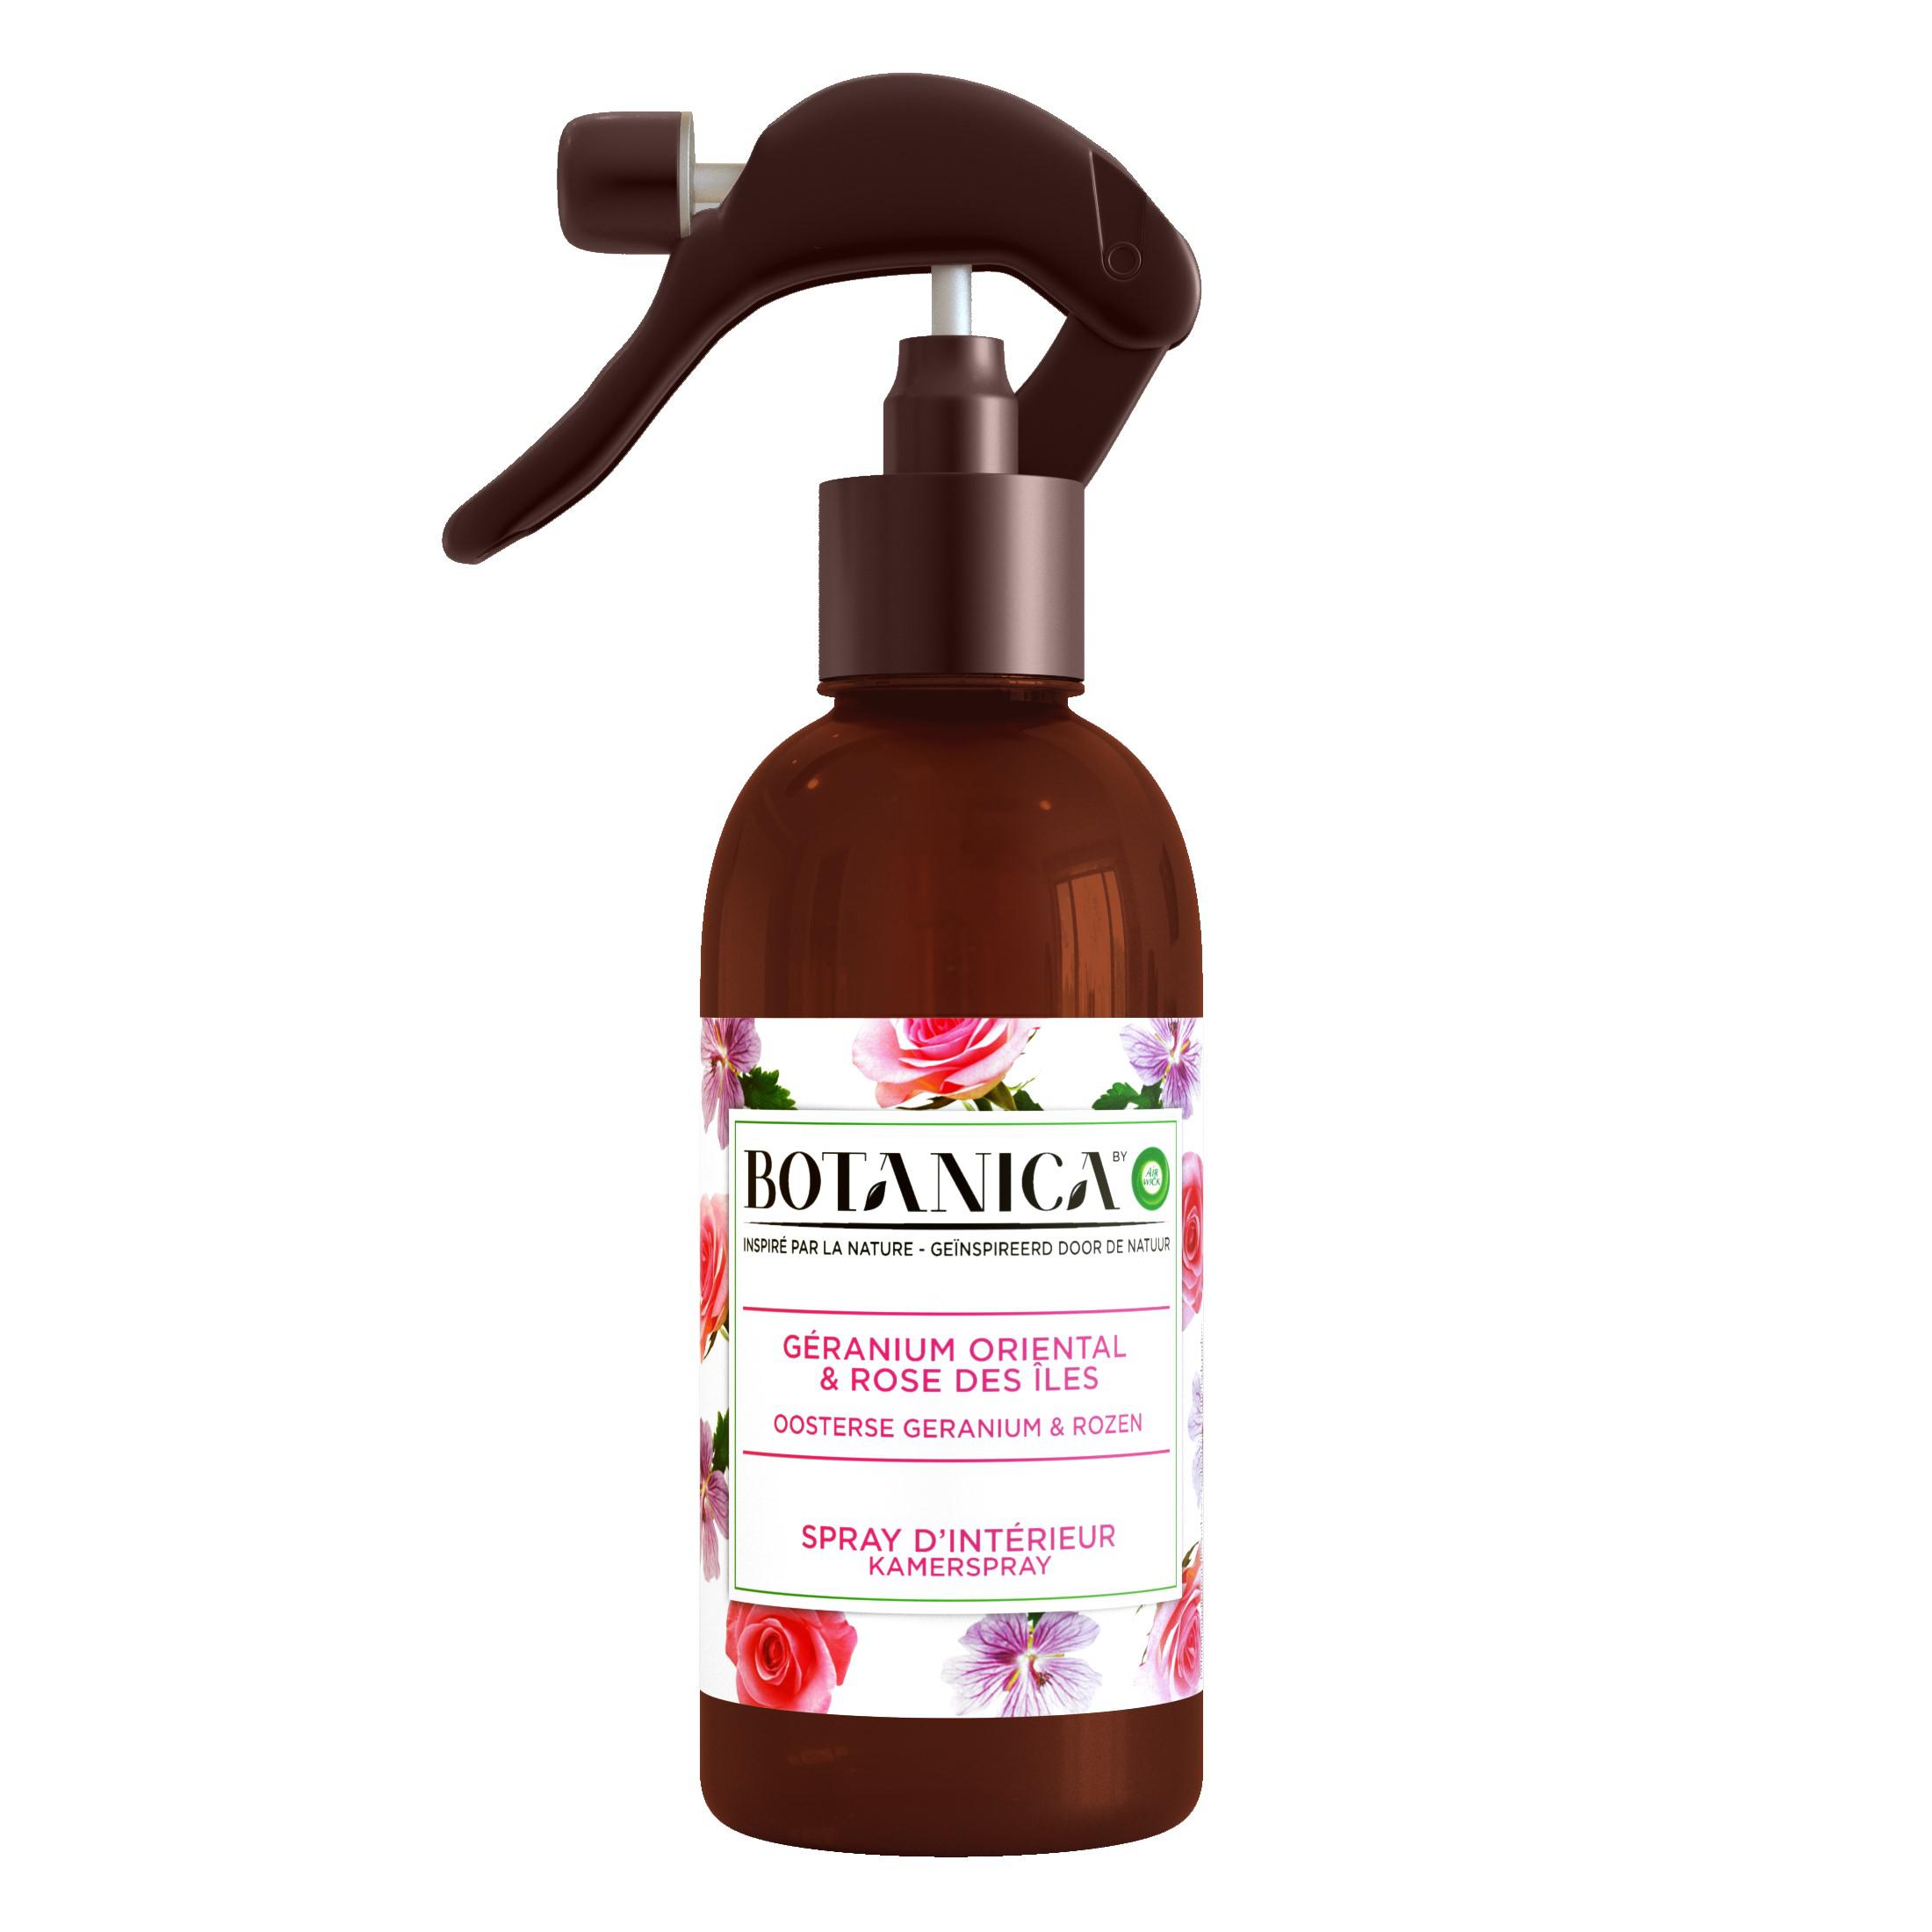 BOTANICA BY AIR WICK
INSPIRÉ PAR LA NATURE - GEÏNSPIREERD DOOR DE NATUUR
GÉRANIUM ORIENTAL
& ROSE DES ÎLES
OOSTERSE GERANIUM & ROZEN
SPRAY D'INTÉRIEUR
KAMERSPRAY